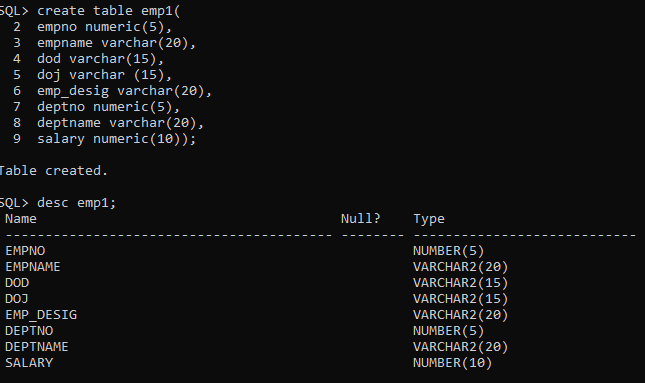 SQL> create table emp1(
  2  empno numeric(5),
  3  empname varchar(20),
  4  dod varchar(15),
  5  doj varchar (15),
  6  emp_desig varchar(20),
  7  deptno numeric(5),
  8  deptname varchar(20),
  9  salary numeric(10));
Table created.
SQL> desc emp1;
 Name                                      Null?    Type
 ----------------------------------------- -------- ----------------------------
 EMPNO                                              NUMBER(5)
 EMPNAME                                            VARCHAR2(20)
 DOD                                                VARCHAR2(15)
 DOJ                                                VARCHAR2(15)
 EMP_DESIG                                          VARCHAR2(20)
 DEPTNO                                             NUMBER(5)
 DEPTNAME                                           VARCHAR2(20)
 SALARY                                             NUMBER(10)